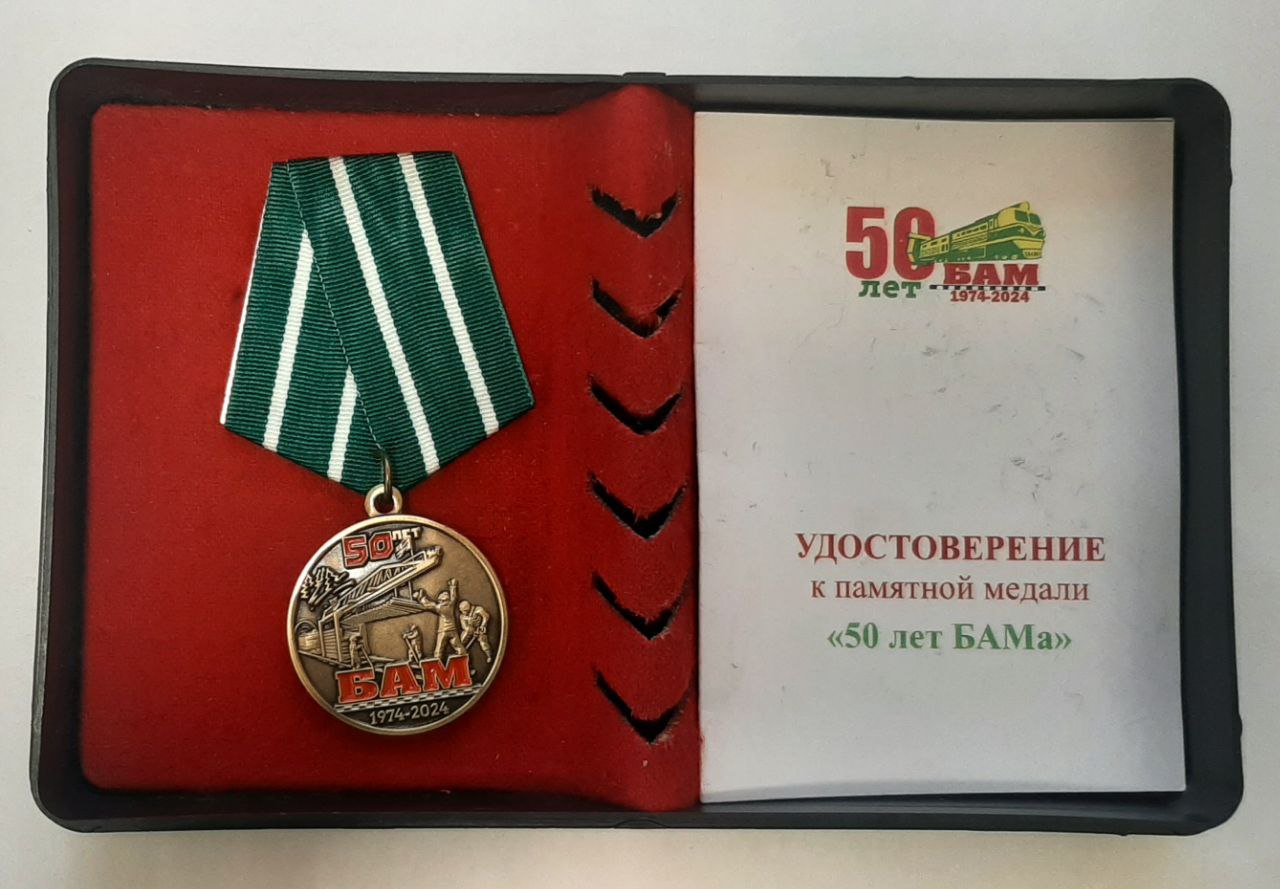 50 ЛЕТ
БАМ
1974-2024
50
лет
БАМ
1974-2024
УДОСТОВЕРЕНИЕ
к памятной медали
«50 лет БАМа»